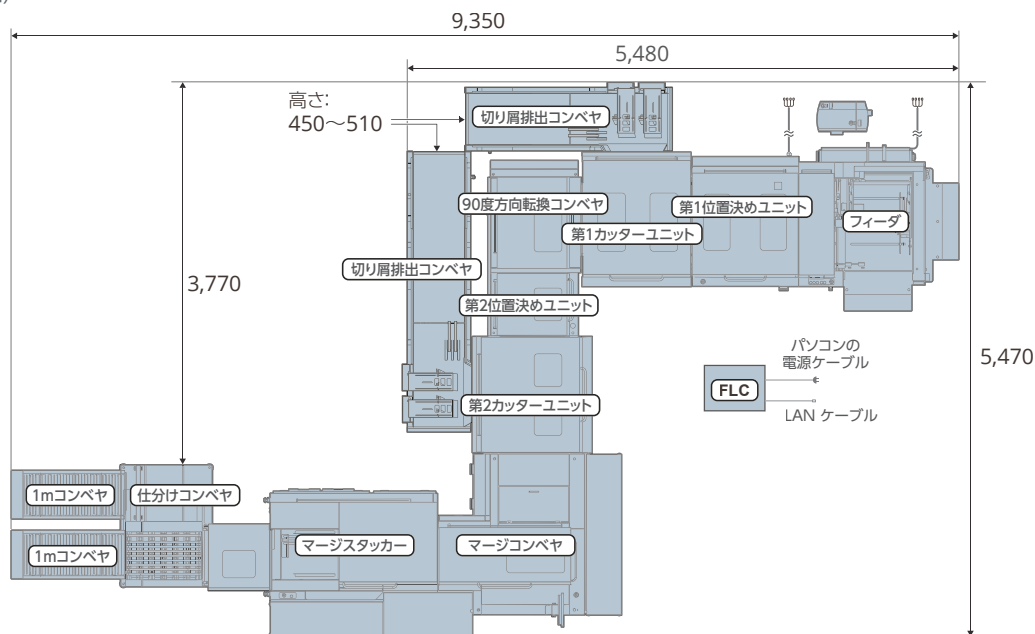 9,350
5,480
高さ:
450～510
切り屑排出コンベヤ
90度方向転換コンベヤ
第1位置決めユニット
フィーダ
第1カッターユニット
切り屑排出コンベヤ
3,770
第2位置決めユニット
パソコンの
電源ケーブル
5,470
FLC
LAN ケーブル
第2カッターユニット
1mコンベヤ
仕分けコンベヤ
マージスタッカー
マージコンベヤ
1mコンベヤ